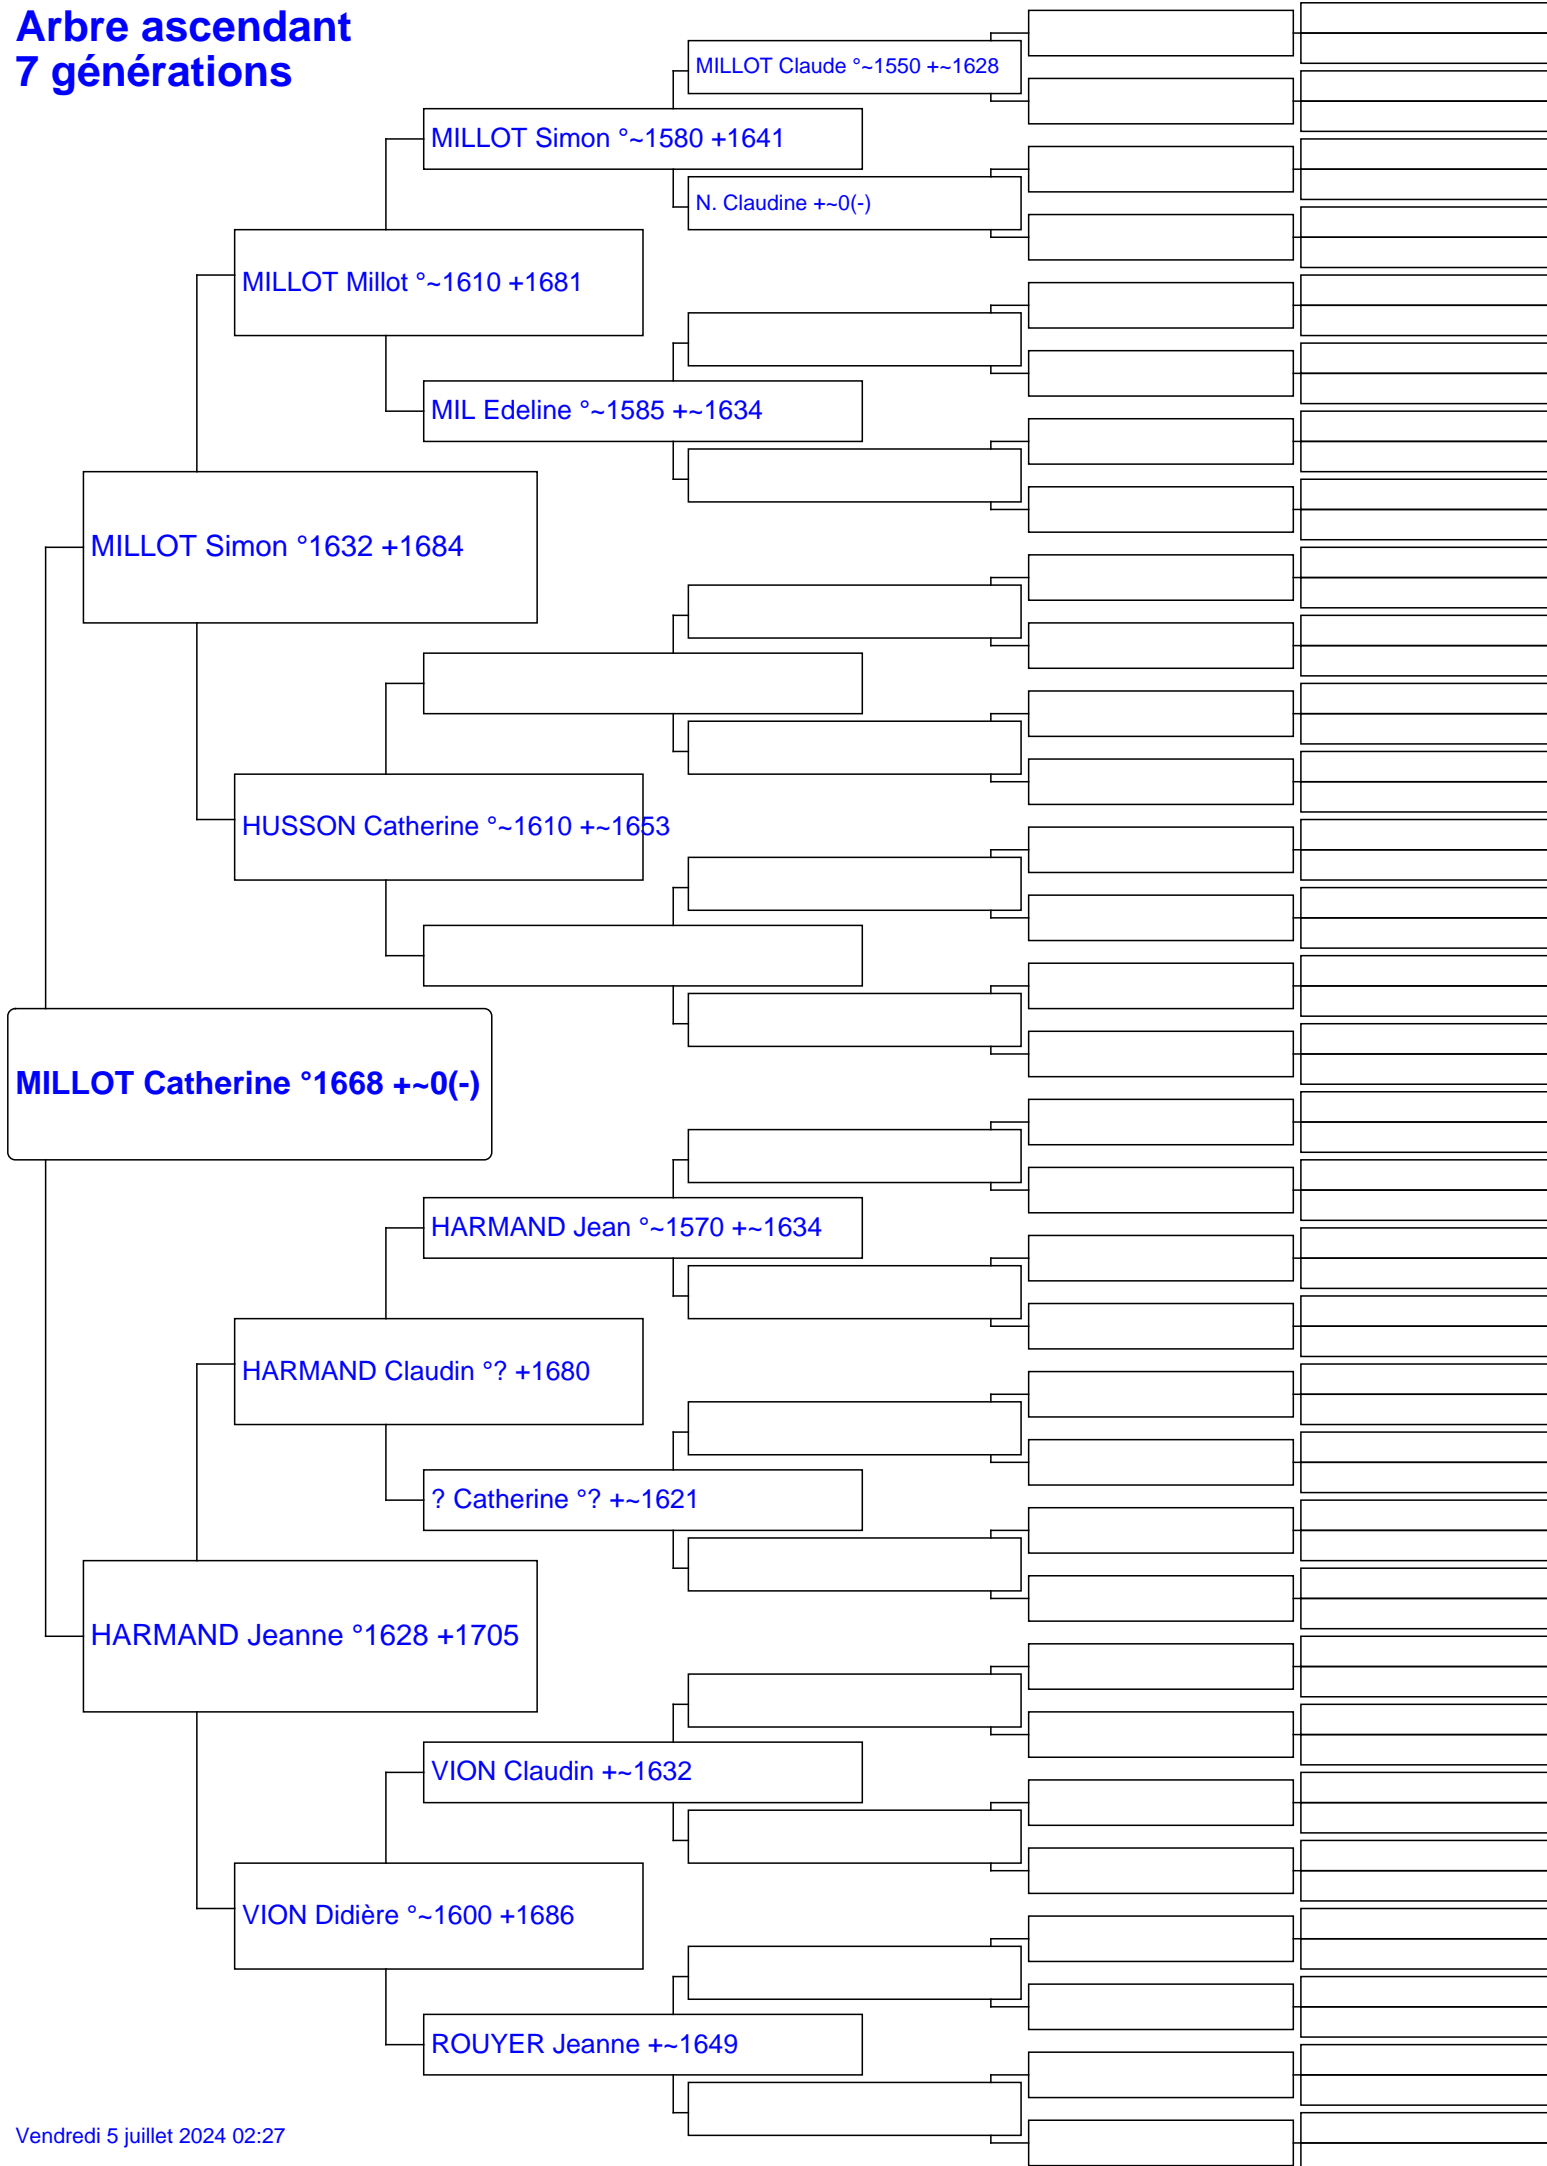 Arbre ascendant
7 générations
MILLOT Claude °~1550 +~1628
MILLOT Simon °~1580 +1641
N. Claudine +~0(-)
MILLOT Millot °~1610 +1681
MIL Edeline °~1585 +~1634
MILLOT Simon °1632 +1684
HUSSON Catherine °~1610 +~1653
MILLOT Catherine °1668 +~0(-)
HARMAND Jean °~1570 +~1634
HARMAND Claudin °? +1680
? Catherine °? +~1621
HARMAND Jeanne °1628 +1705
VION Claudin +~1632
VION Didière °~1600 +1686
ROUYER Jeanne +~1649
Vendredi 5 juillet 2024 02:27